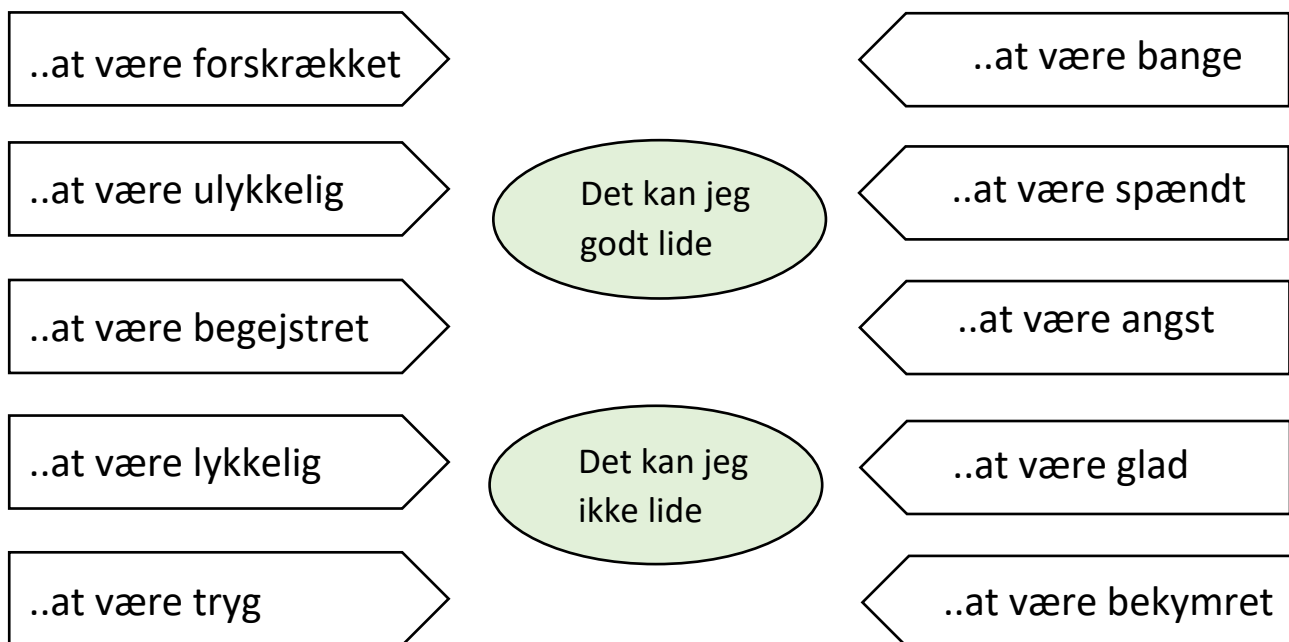 ..at være forskrækket
..at være bange
..at være ulykkelig
Det kan jeg
godt lide
..at være spændt
..at være begejstret
..at være angst
..at være lykkelig
Det kan jeg
ikke lide
..at være glad
..at være tryg
..at være bekymret